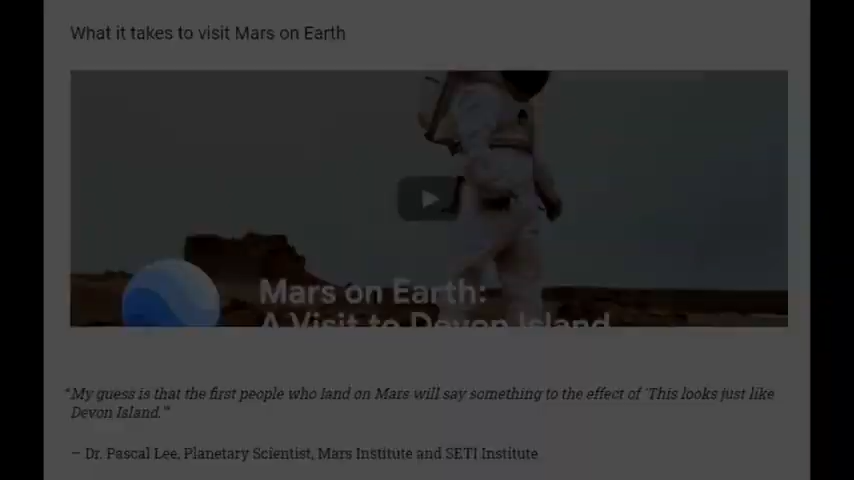 What it takes to visit Mars on Earth
Mars on Earth:
A Visit to Devon Island
“My guess is that the first people who land on Mars will say something to the effect of 'This looks just like
Devon Island.'”
– Dr. Pascal Lee, Planetary Scientist, Mars Institute and SETI Institute